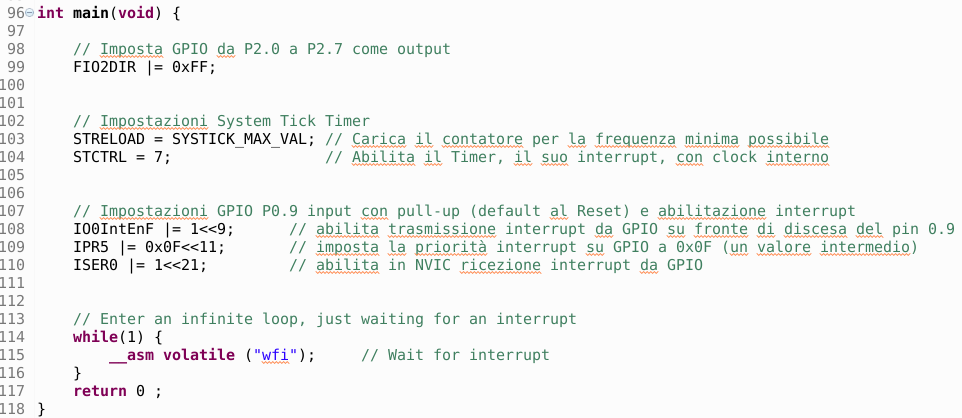 96 int main(void) {
97
98 // Imposta GPIO da P2.0 a P2.7 come output
99 FIO2DIR |= 0xFF;
100
101
102 // Impostazioni System Tick Timer
103 STRELOAD = SYSTICK_MAX_VAL; // Carica il contatore per la frequenza minima possibile
104 STCTRL = 7; // Abilita il Timer, il suo interrupt, con clock interno
105
106
107 // Impostazioni GPIO P0.9 input con pull-up (default al Reset) e abilitazione interrupt
108 IO0IntEnF |= 1<<9; // abilita trasmissione interrupt da GPIO su fronte di discesa del pin 0.9
109 IPR5 |= 0x0F<<11; // imposta la priorità interrupt su GPIO a 0x0F (un valore intermedio)
110 ISER0 |= 1<<21; // abilita in NVIC ricezione interrupt da GPIO
111
112
113 // Enter an infinite loop, just waiting for an interrupt
114 while(1) {
115 __asm volatile ("wfi"); // Wait for interrupt
116 }
117 return 0 ;
118 }